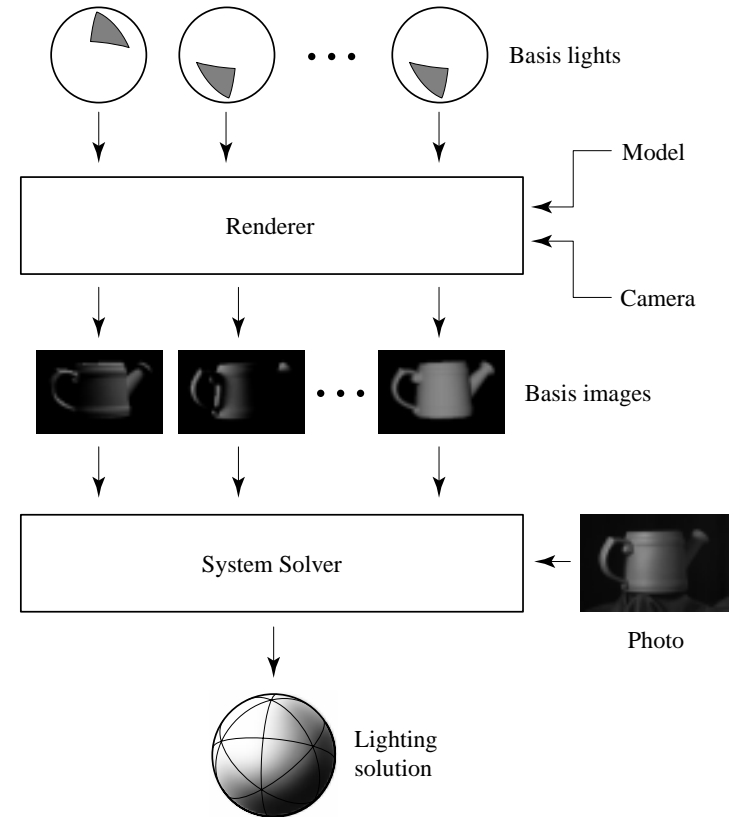 Basis lights
Model
Renderer
Camera
Basis images
System Solver
Photo
Lighting
solution